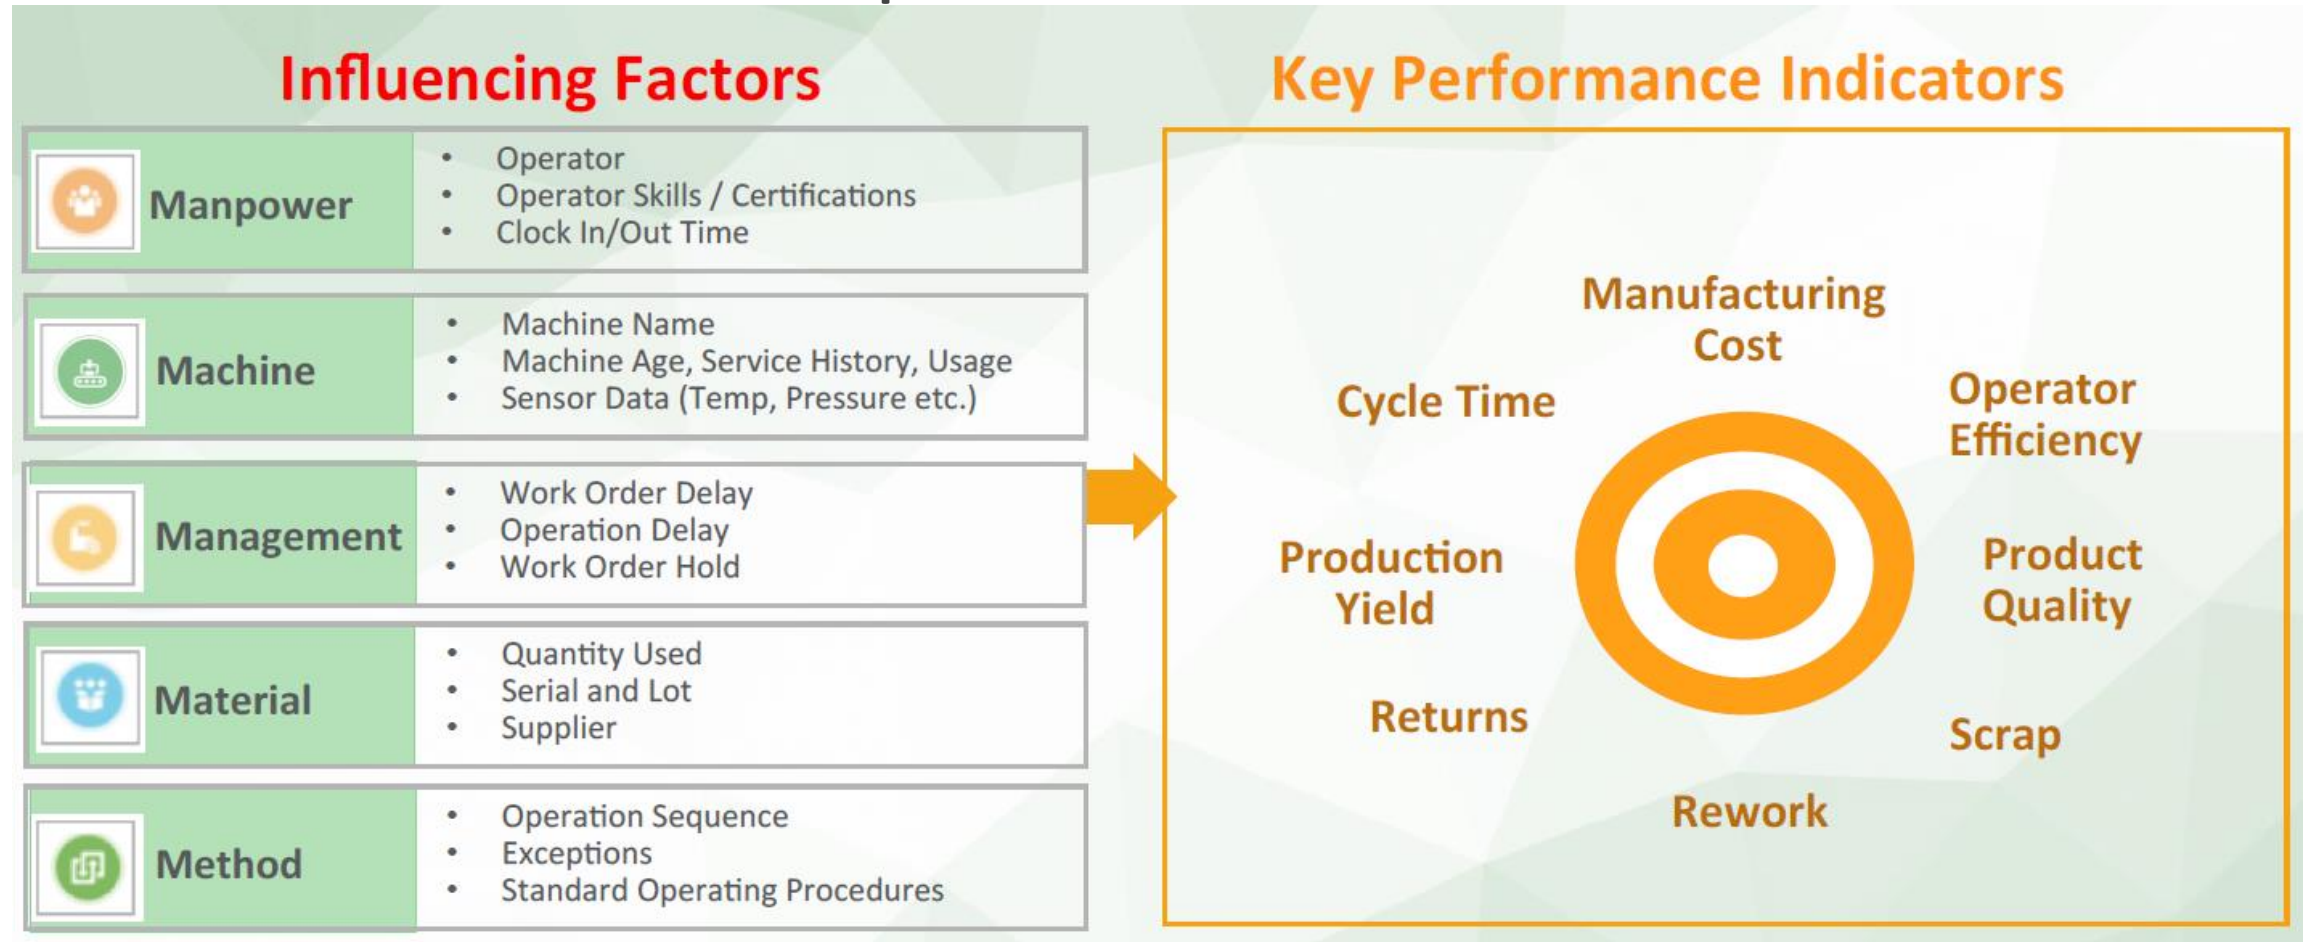 Influencing Factors
Manpower
• Operator
• Operator Skills / Certifications
• Clock In/Out Time
Machine
• Machine Name
• Machine Age, Service History, Usage
• Sensor Data (Temp, Pressure etc.)
Management
• Work Order Delay
• Operation Delay
• Work Order Hold
Material
• Quantity Used
• Serial and Lot
• Supplier
Method
• Operation Sequence
• Exceptions
• Standard Operating Procedures
Key Performance Indicators
Manufacturing
Cost
Cycle Time
Operator
Efficiency
Production
Yield
Product
Quality
Returns
Scrap
Rework